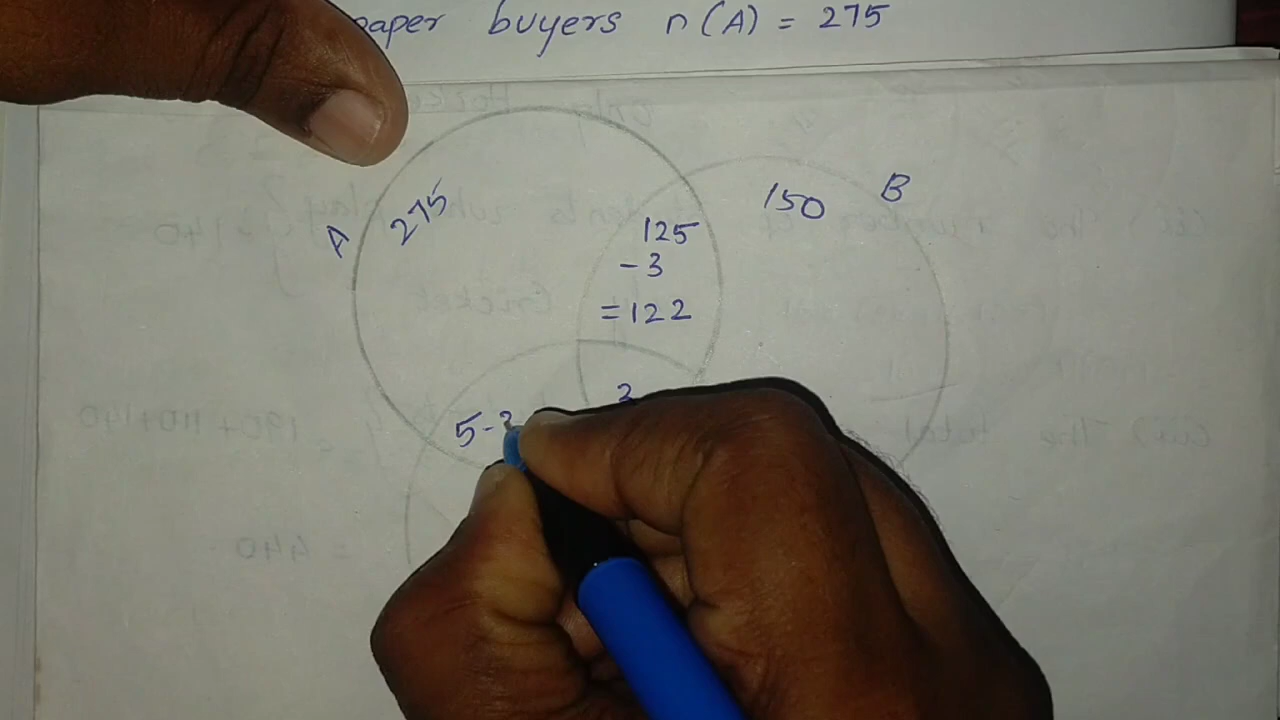 paper buyers n(A) = 275
A
275
150
B
125
- 3
= 122
3
5-3